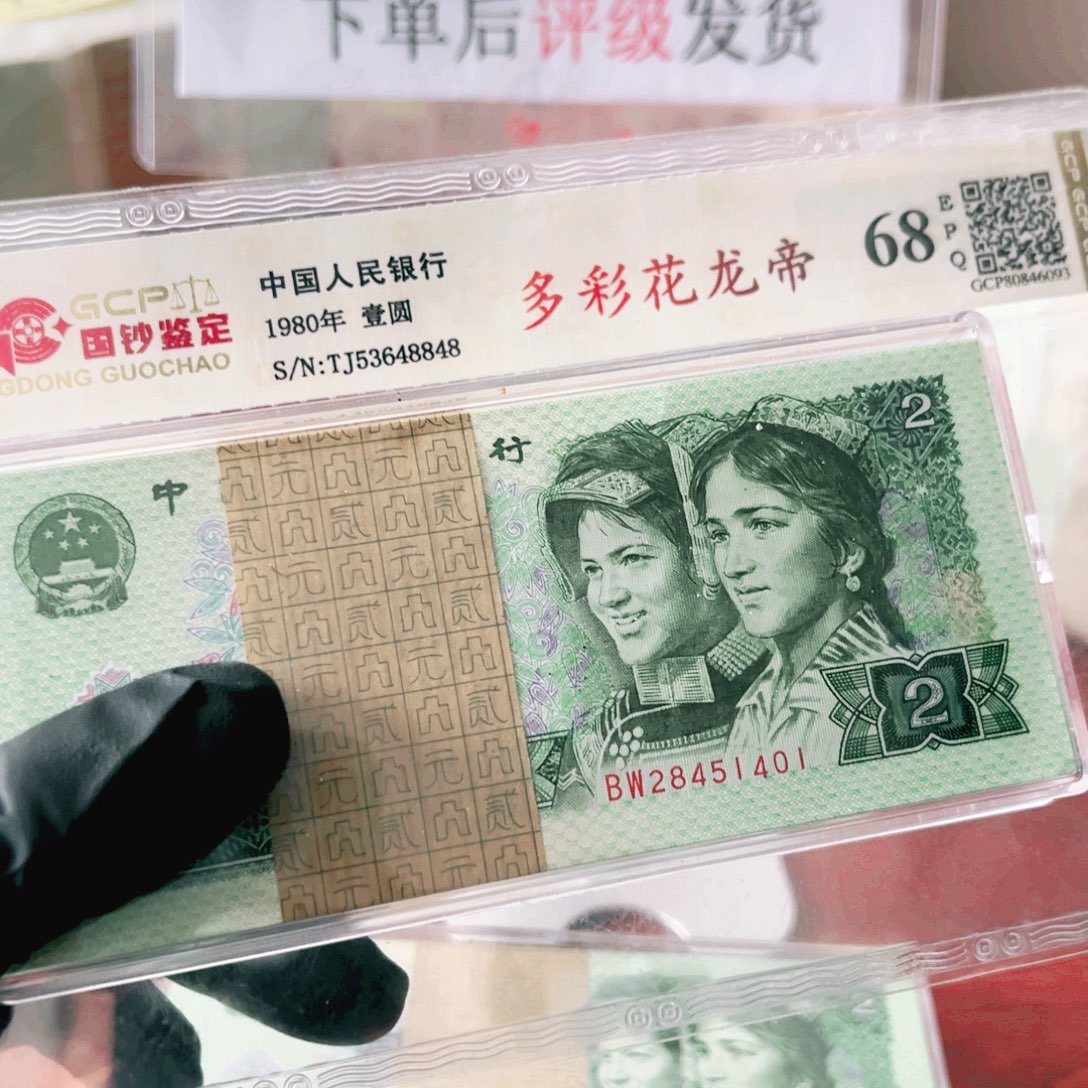 下单后评级发货
GCP
国钞鉴定
GDONG GUOCHAO
中国人民银行
1980年 壹圆
S/N:TJ53648848
多彩花龙帝
68
EPQ
GCP80846093
中
行
2
2
BW28451401